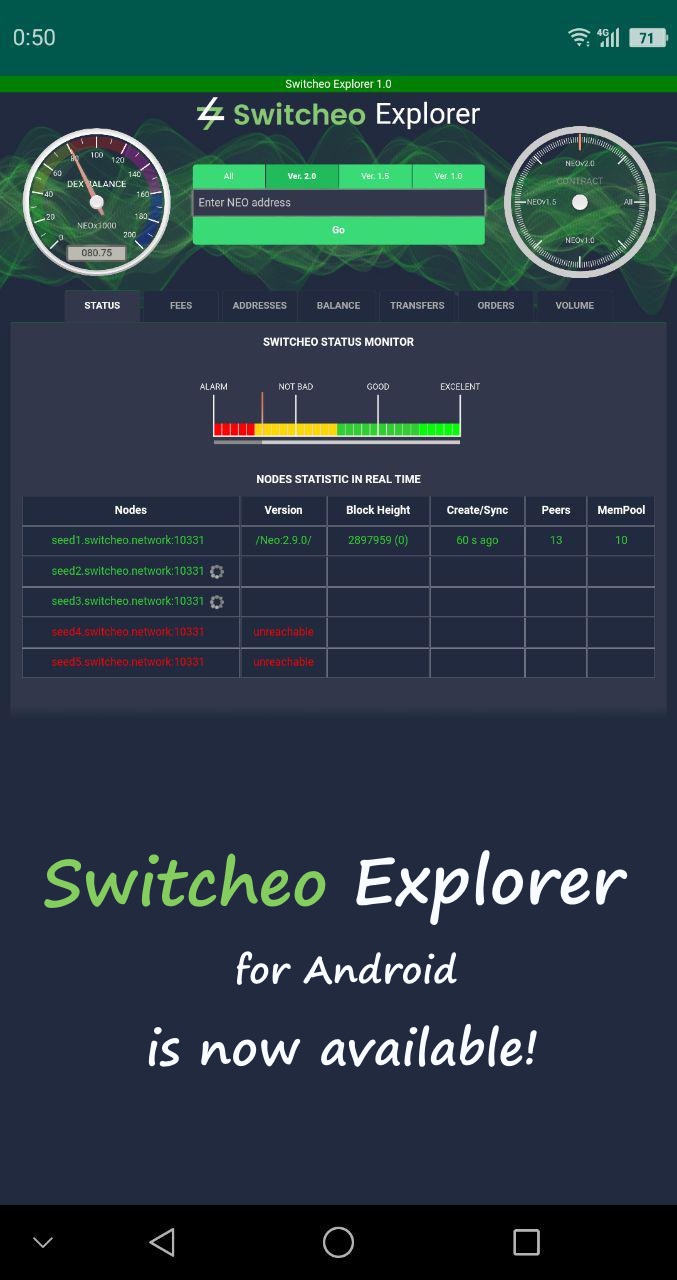 0:50
4G
71
Switcheo Explorer 1.0
Switcheo Explorer
0 20 40 60 80 100 120 140 160 180 200
DEX BALANCE
NEOx1000
080.75
All Ver. 2.0 Ver. 1.5 Ver. 1.0
Enter NEO address
Go
NEOv2.0
CONTRACT
NEOv1.5 All
NEOv1.0
STATUS FEES ADDRESSES BALANCE TRANSFERS ORDERS VOLUME
SWITCHEO STATUS MONITOR
ALARM NOT BAD GOOD EXCELENT
NODES STATISTIC IN REAL TIME
Nodes Version Block Height Create/Sync Peers MemPool
seed1.switcheo.network:10331 /Neo:2.9.0/ 2897959 (0) 60 s ago 13 10
seed2.switcheo.network:10331
seed3.switcheo.network:10331
seed4.switcheo.network:10331 unreachable
seed5.switcheo.network:10331 unreachable
Switcheo Explorer
for Android
is now available!